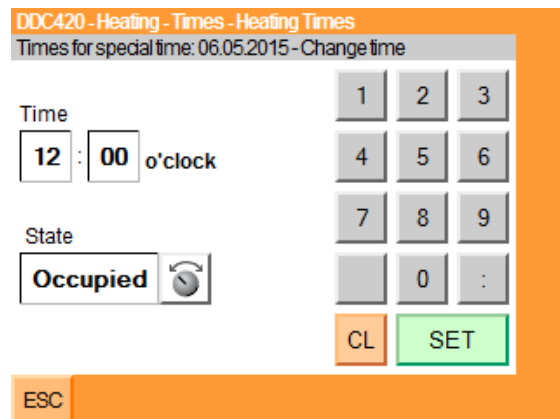 DDC420 - Heating - Times - Heating Times
Times for special time: 06.05.2015 - Change time
Time
12 : 00 o'clock
State
Occupied
1 2 3
4 5 6
7 8 9
0 :
CL SET
ESC